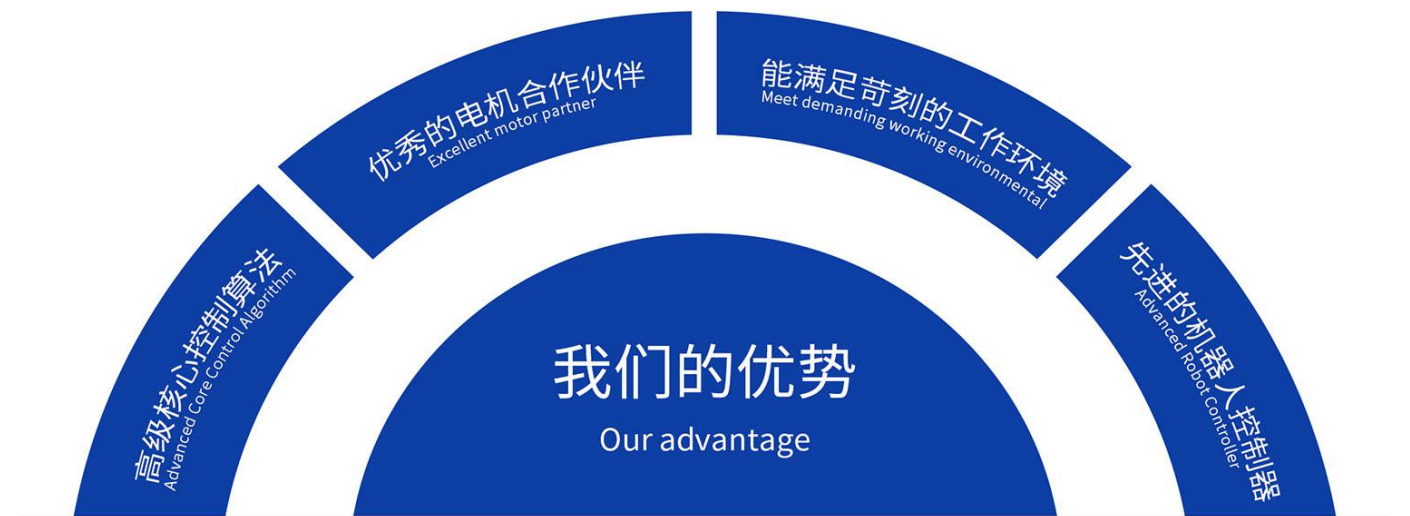 高级核心控制算法
Advanced Core Control Algorithm
优秀的电机合作伙伴
Excellent motor partner
能满足苛刻的工作环境
Meet demanding working environmental
先进的机器人控制器
Advanced Robot Controller
我们的优势
Our advantage